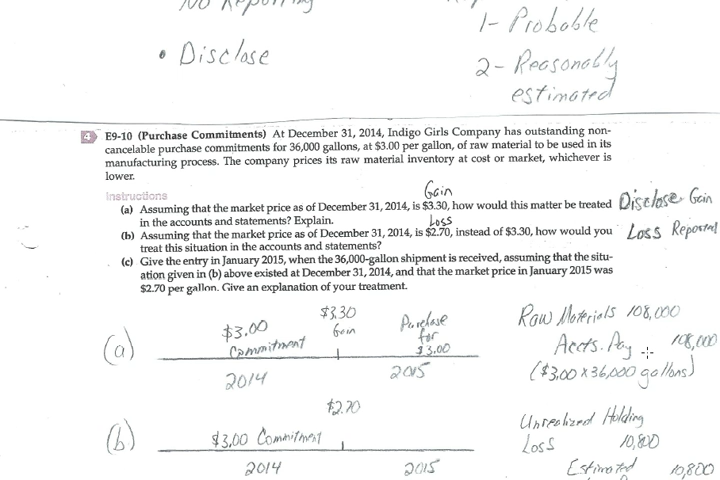 No Reporting
• Disclose
1- Probable
2- Reasonably
estimated
4 E9-10 (Purchase Commitments) At December 31, 2014, Indigo Girls Company has outstanding non-
cancelable purchase commitments for 36,000 gallons, at $3.00 per gallon, of raw material to be used in its
manufacturing process. The company prices its raw material inventory at cost or market, whichever is
lower.
Instructions
Gain
(a) Assuming that the market price as of December 31, 2014, is $3.30, how would this matter be treated
in the accounts and statements? Explain.
Disclose Gain
Loss
(b) Assuming that the market price as of December 31, 2014, is $2.70, instead of $3.30, how would you
treat this situation in the accounts and statements?
Loss Reported
(c) Give the entry in January 2015, when the 36,000-gallon shipment is received, assuming that the situ-
ation given in (b) above existed at December 31, 2014, and that the market price in January 2015 was
$2.70 per gallon. Give an explanation of your treatment.
(a)
$3.00
Commitment
$3.30
Gain
Purchase
for
$3.00
2014
2015
Raw Materials 108,000
Accts. Pay 108,000
($3.00 x 36,000 gallons)
(b)
$2.70
$3.00 Commitment
2014
2015
Unrealized Holding
Loss 10,800
Estimated 10,800